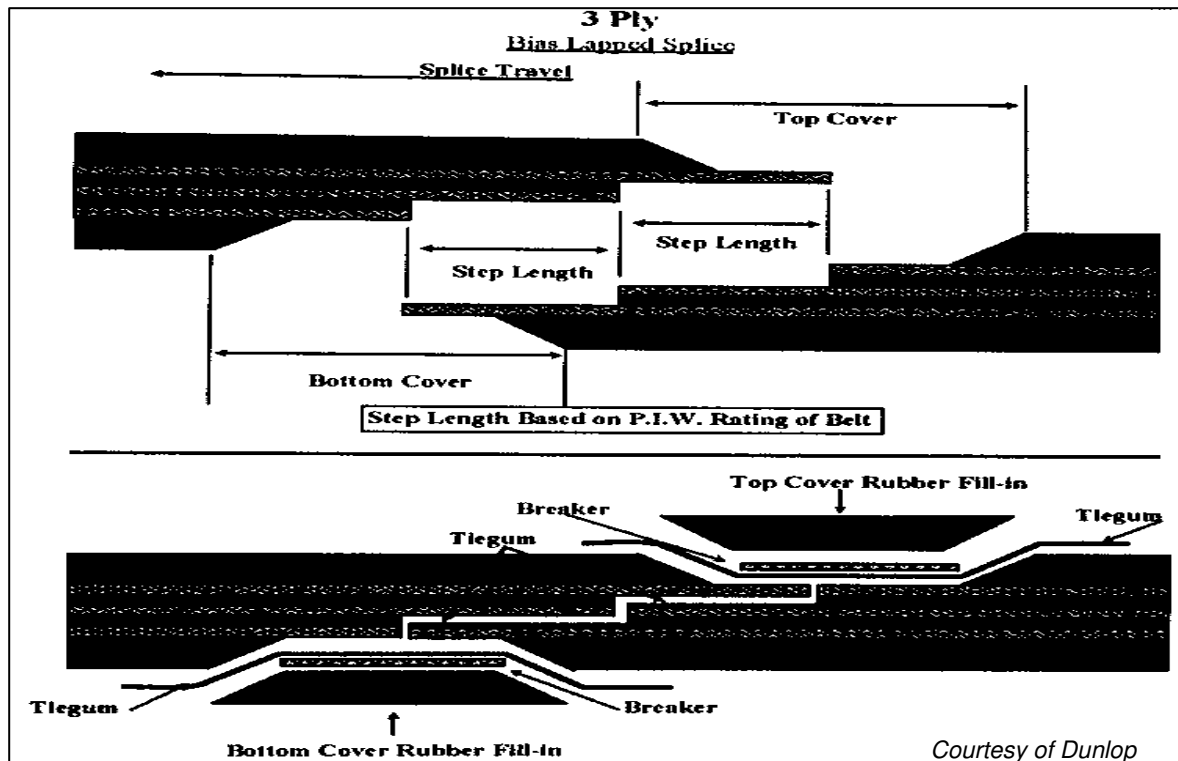 3 Ply
Bias Lapped Splice
Splice Travel
Top Cover
Step Length
Step Length
Bottom Cover
Step Length Based on P.I.W. Rating of Belt
Top Cover Rubber Fill-in
Breaker
Tiegum
Tiegum
Tiegum
Breaker
Bottom Cover Rubber Fill-in
Courtesy of Dunlop